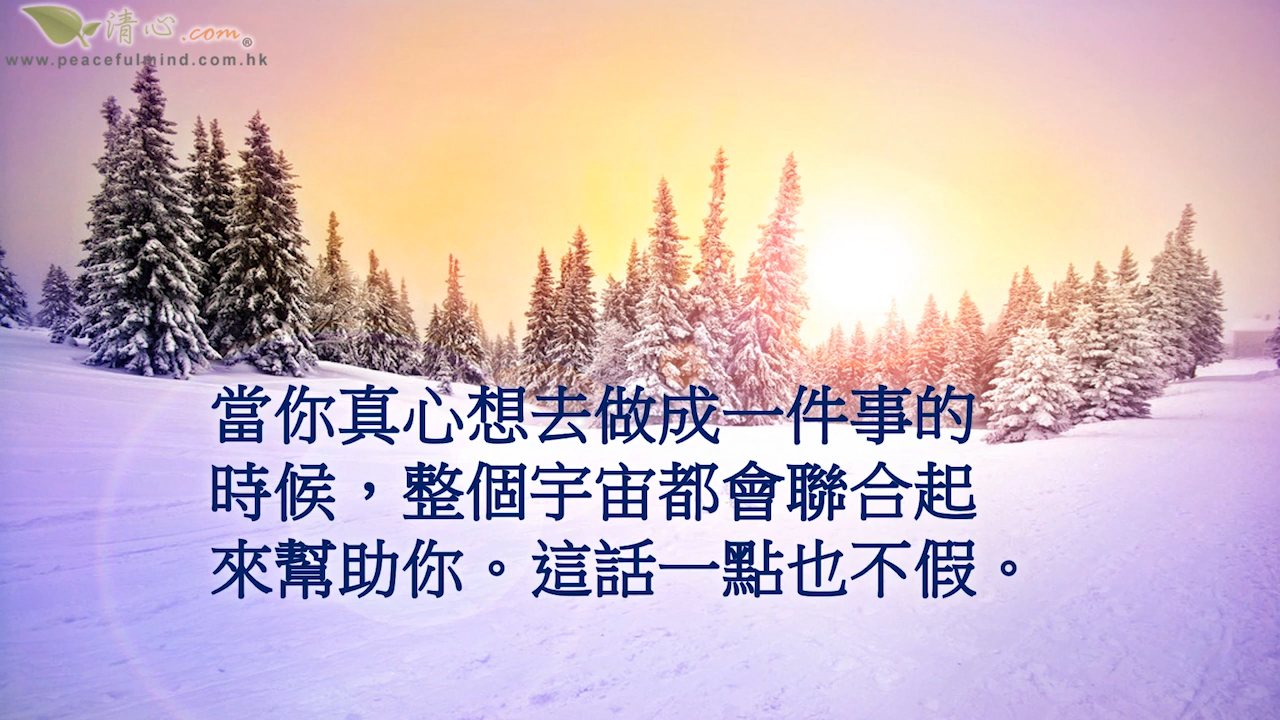 清心.com®
www.peacefulmind.com.hk
當你真心想去做成一件事的
時候，整個宇宙都會聯合起
來幫助你。這話一點也不假。